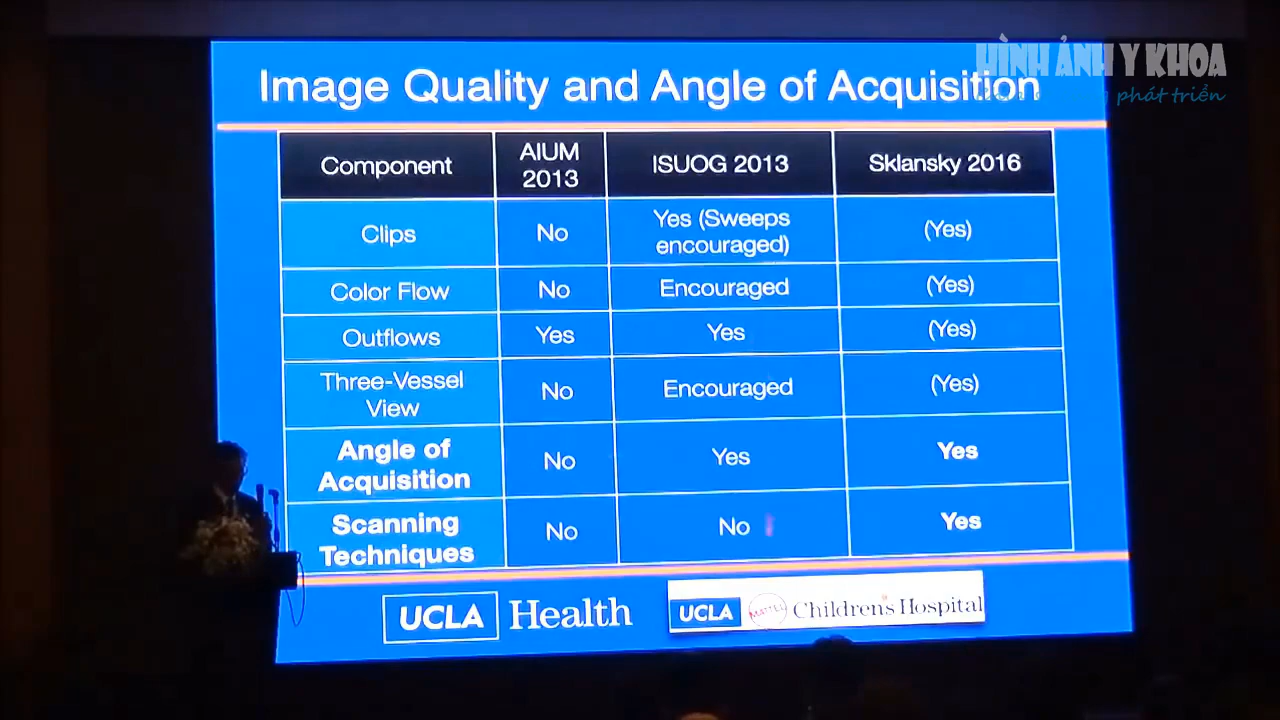 HÌNH ẢNH Y KHOA
phát triển
Image Quality and Angle of Acquisition
Component
AIUM
2013
ISUOG 2013
Sklansky 2016
Clips
No
Yes (Sweeps
encouraged)
(Yes)
Color Flow
No
Encouraged
(Yes)
Outflows
Yes
Yes
(Yes)
Three-Vessel
View
No
Encouraged
(Yes)
Angle of
Acquisition
No
Yes
Yes
Scanning
Techniques
No
No
Yes
UCLA Health
UCLA MATTEL Children's Hospital